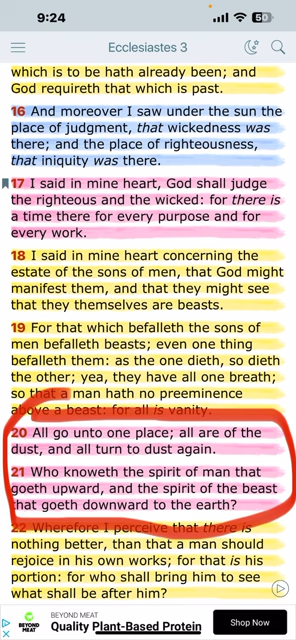 9:24
50
Ecclesiastes 3
which is to be hath already been; and
God requireth that which is past.
16 And moreover I saw under the sun the
place of judgment, that wickedness was
there; and the place of righteousness,
that iniquity was there.
17 I said in mine heart, God shall judge
the righteous and the wicked: for there is
a time there for every purpose and for
every work.
18 I said in mine heart concerning the
estate of the sons of men, that God might
manifest them, and that they might see
that they themselves are beasts.
19 For that which befalleth the sons of
men befalleth beasts; even one thing
befalleth them: as the one dieth, so dieth
the other; yea, they have all one breath;
so that a man hath no preeminence
above a beast: for all is vanity.
20 All go unto one place; all are of the
dust, and all turn to dust again.
21 Who knoweth the spirit of man that
goeth upward, and the spirit of the beast
that goeth downward to the earth?
22 Wherefore I perceive that there is
nothing better, than that a man should
rejoice in his own works; for that is his
portion: for who shall bring him to see
what shall be after him?
BEYOND MEAT
BEYOND MEAT
Quality Plant-Based Protein
Shop Now